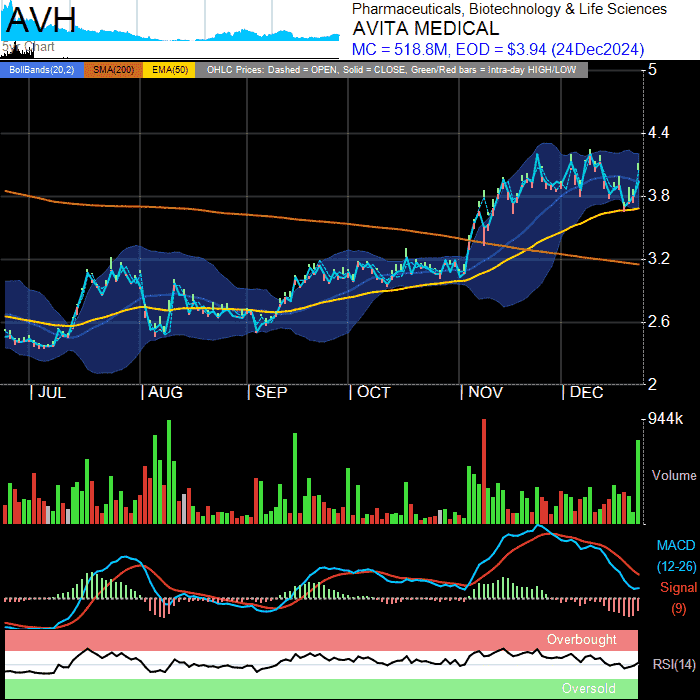 AVH
5yr Chart
Pharmaceuticals, Biotechnology & Life Sciences
AVITA MEDICAL
MC = 518.8M, EOD = $3.94 (24Dec2024)
BollBands(20,2) SMA(200) EMA(50) OHLC Prices: Dashed = OPEN, Solid = CLOSE, Green/Red bars = Intra-day HIGH/LOW
5
4.4
3.8
3.2
2.6
2
| JUL | AUG | SEP | OCT | NOV | DEC
944k
Volume
MACD
(12-26)
Signal
(9)
Overbought
RSI(14)
Oversold